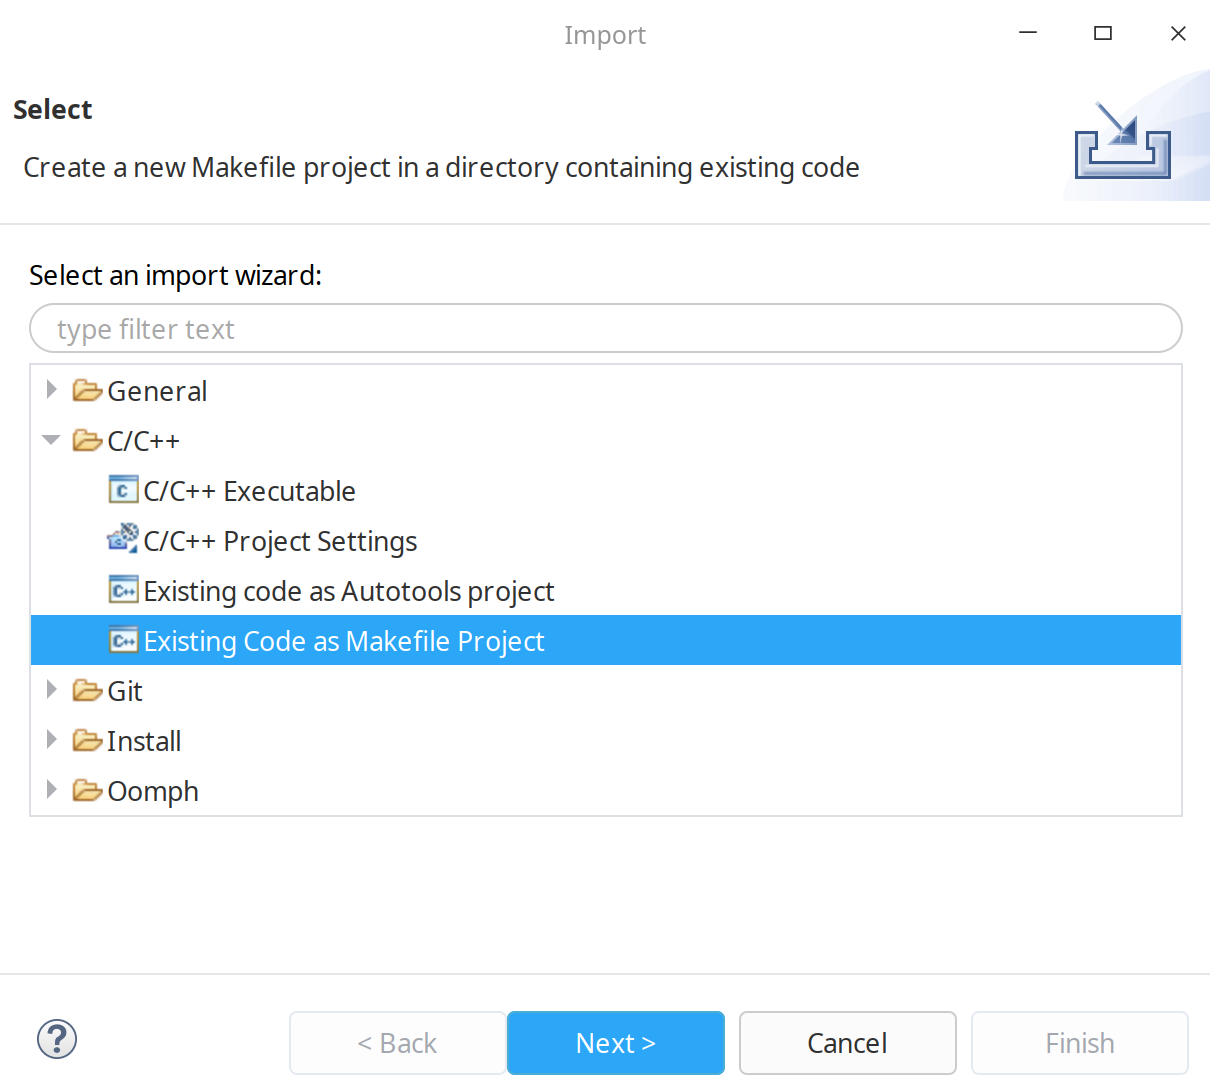 Import
Select
Create a new Makefile project in a directory containing existing code
Select an import wizard:
type filter text
General
C/C++
C/C++ Executable
C/C++ Project Settings
Existing code as Autotools project
Existing Code as Makefile Project
Git
Install
Oomph
< Back
Next >
Cancel
Finish